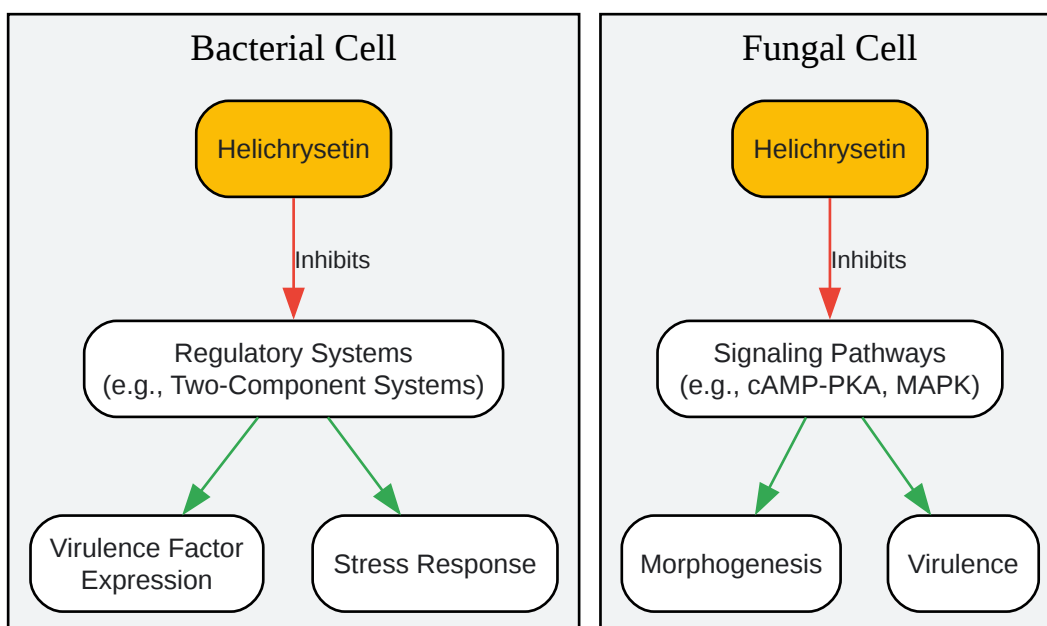 Bacterial Cell
Helichrysetin
Inhibits
Regulatory Systems
(e.g., Two-Component Systems)
Virulence Factor
Expression
Stress Response
Fungal Cell
Helichrysetin
Inhibits
Signaling Pathways
(e.g., cAMP-PKA, MAPK)
Morphogenesis
Virulence